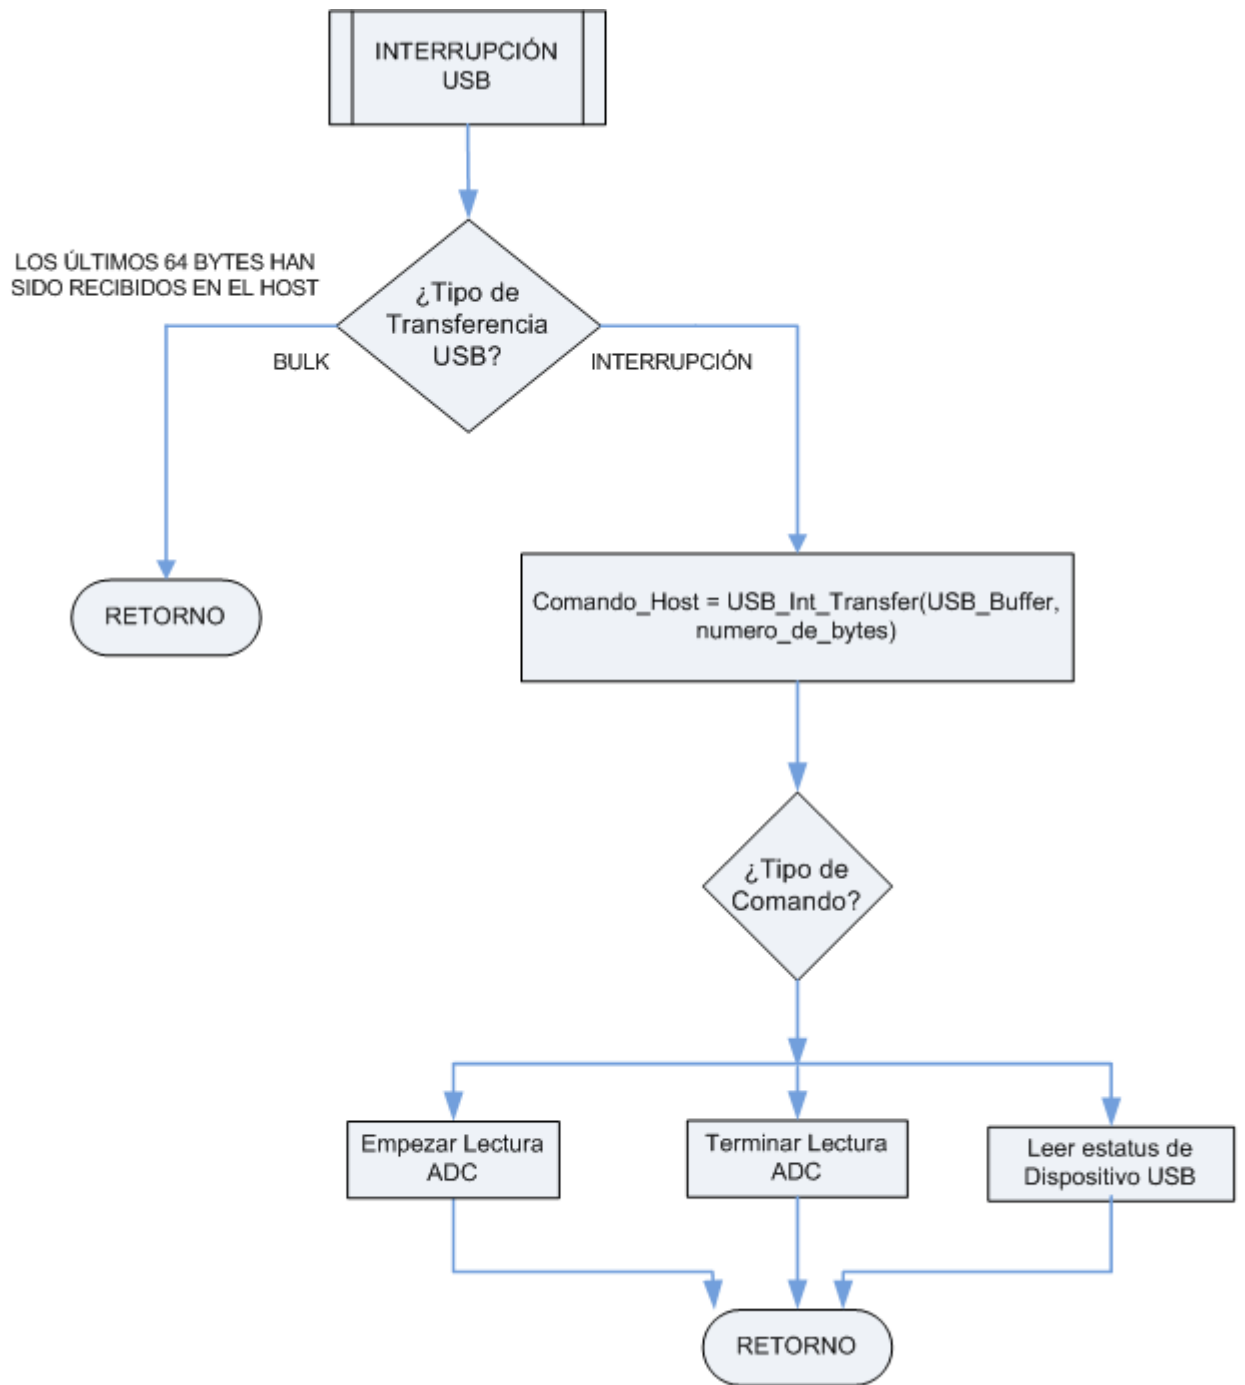 INTERRUPCIÓN
USB
LOS ÚLTIMOS 64 BYTES HAN
SIDO RECIBIDOS EN EL HOST
¿Tipo de
Transferencia
USB?
BULK
INTERRUPCIÓN
RETORNO
Comando_Host = USB_Int_Transfer(USB_Buffer,
numero_de_bytes)
¿Tipo de
Comando?
Empezar Lectura
ADC
Terminar Lectura
ADC
Leer estatus de
Dispositivo USB
RETORNO